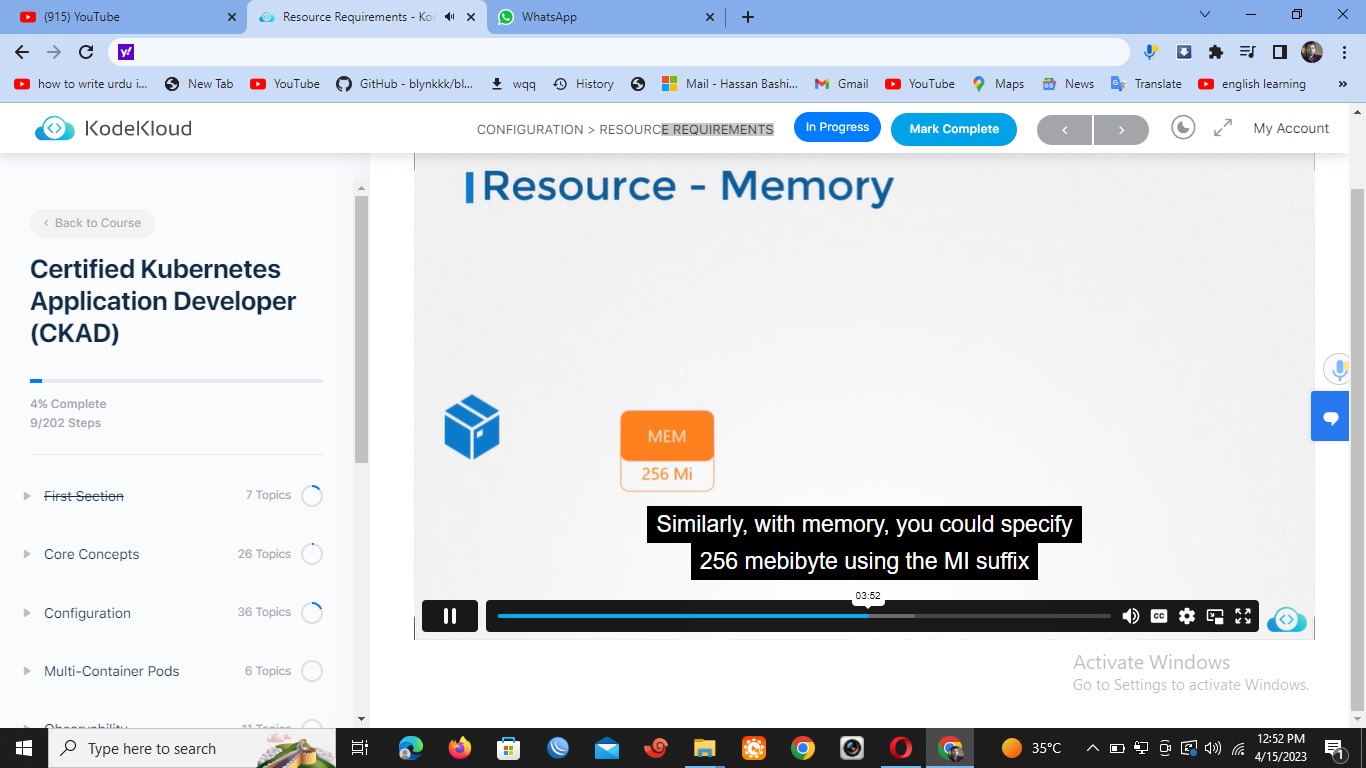 (915) YouTube
Resource Requirements - Ko
WhatsApp
how to write urdu i...
New Tab
YouTube
GitHub - blynkkk/bl...
wqq
History
Mail - Hassan Bashi...
Gmail
YouTube
Maps
News
Translate
english learning
»
KodeKloud
CONFIGURATION > RESOURCE REQUIREMENTS
In Progress
Mark Complete
My Account
Back to Course
Certified Kubernetes
Application Developer
(CKAD)
4% Complete
9/202 Steps
First Section 7 Topics
Core Concepts 26 Topics
Configuration 36 Topics
Multi-Container Pods 6 Topics
Observability 11 Topics
Resource - Memory
MEM
256 Mi
Similarly, with memory, you could specify
256 mebibyte using the MI suffix
03:52
CC
Activate Windows
Go to Settings to activate Windows.
Type here to search
35°C
12:52 PM
4/15/2023
1